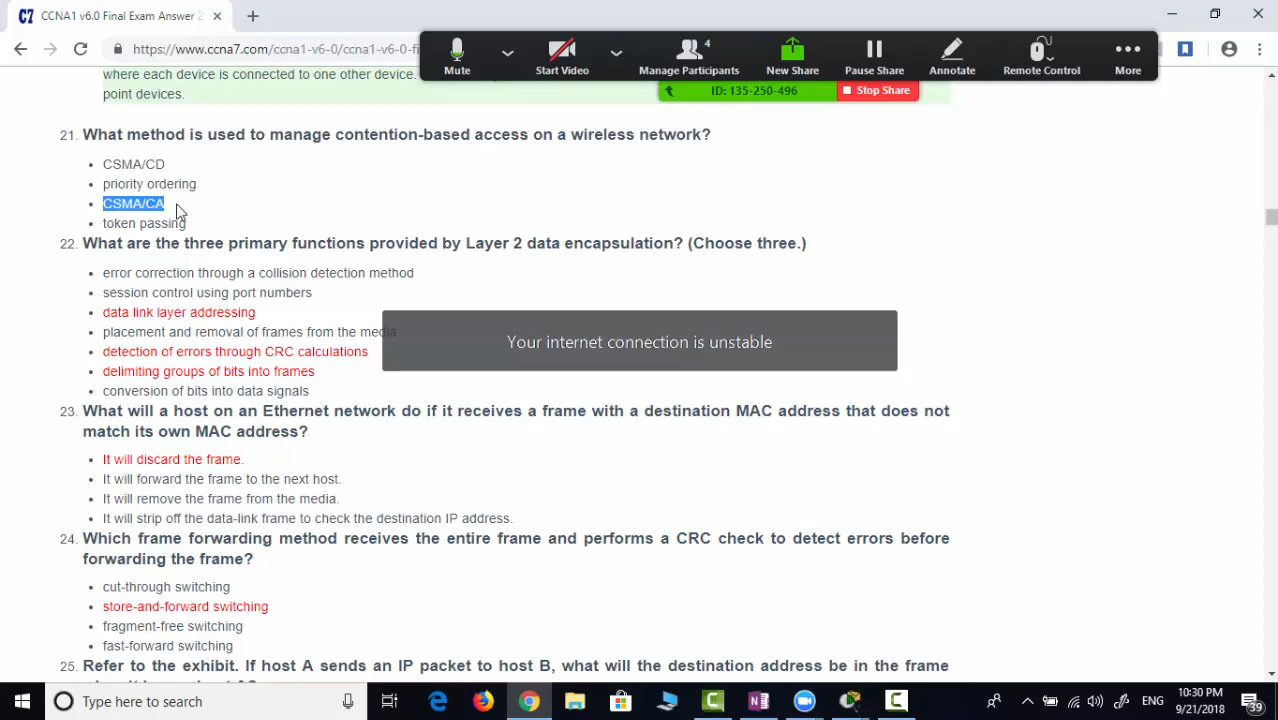 CCNA1 v6.0 Final Exam Answer 2
https://www.ccna7.com/ccna1-v6-0/ccna1-v6-0-fi
Mute
Start Video
4
Manage Participants
New Share
Pause Share
Annotate
Remote Control
More
ID: 135-250-496
Stop Share
where each device is connected to one other device.
point devices.
21. What method is used to manage contention-based access on a wireless network?
• CSMA/CD
• priority ordering
• CSMA/CA
• token passing
22. What are the three primary functions provided by Layer 2 data encapsulation? (Choose three.)
• error correction through a collision detection method
• session control using port numbers
• data link layer addressing
• placement and removal of frames from the media
• detection of errors through CRC calculations
• delimiting groups of bits into frames
• conversion of bits into data signals
Your internet connection is unstable
23. What will a host on an Ethernet network do if it receives a frame with a destination MAC address that does not
match its own MAC address?
• It will discard the frame.
• It will forward the frame to the next host.
• It will remove the frame from the media.
• It will strip off the data-link frame to check the destination IP address.
24. Which frame forwarding method receives the entire frame and performs a CRC check to detect errors before
forwarding the frame?
• cut-through switching
• store-and-forward switching
• fragment-free switching
• fast-forward switching
25. Refer to the exhibit. If host A sends an IP packet to host B, what will the destination address be in the frame
Type here to search
ENG
10:30 PM
9/21/2018
39